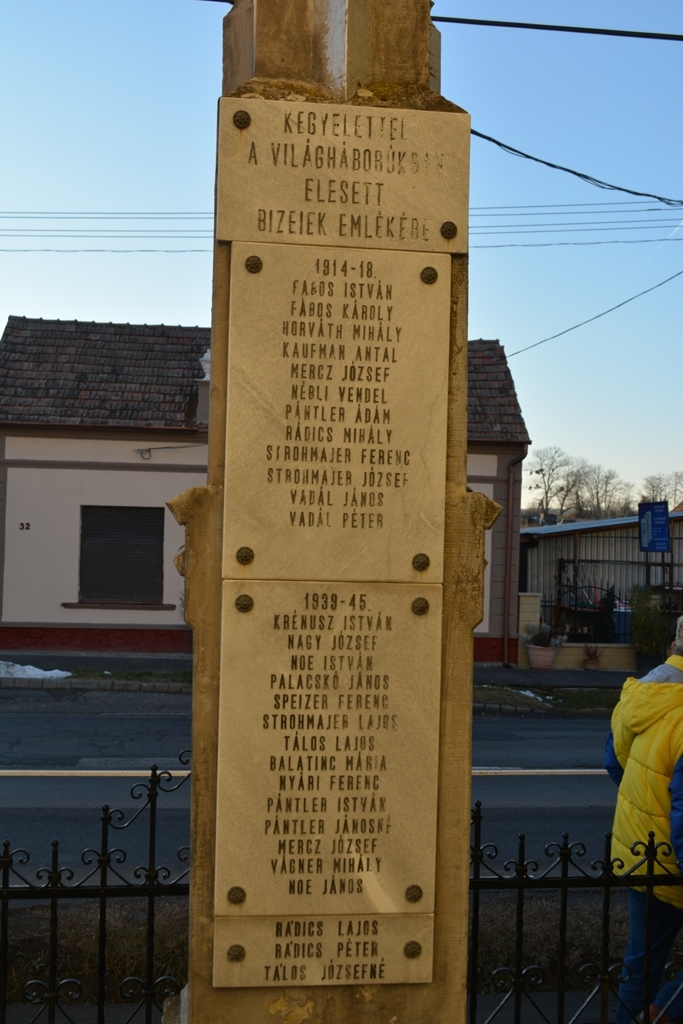 KEGYELETTEL
A VILÁGHÁBORÚKBAN
ELESETT
BIZEIEK EMLÉKÉRE
1914-18.
FÁBOS ISTVÁN
FÁBOS KÁROLY
HORVÁTH MIHÁLY
KAUFMAN ANTAL
MERCZ JÓZSEF
NÉBLI VENDEL
PÁNTLER ÁDÁM
RÁDICS MIHÁLY
STROHMAJER FERENC
STROHMAJER JÓZSEF
VADÁL JÁNOS
VADÁL PÉTER
1939-45.
KRÉNUSZ ISTVÁN
NAGY JÓZSEF
NOE ISTVÁN
PALACSKÓ JÁNOS
SPEIZER FERENC
STROHMAJER LAJOS
TÁLOS LAJOS
BALATINC MÁRIA
NYÁRI FERENC
PÁNTLER ISTVÁN
PÁNTLER JÁNOSNÉ
MERCZ JÓZSEF
VÁGNER MIHÁLY
NOE JÁNOS
RÁDICS LAJOS
RÁDICS PÉTER
TÁLOS JÓZSEFNÉ
32